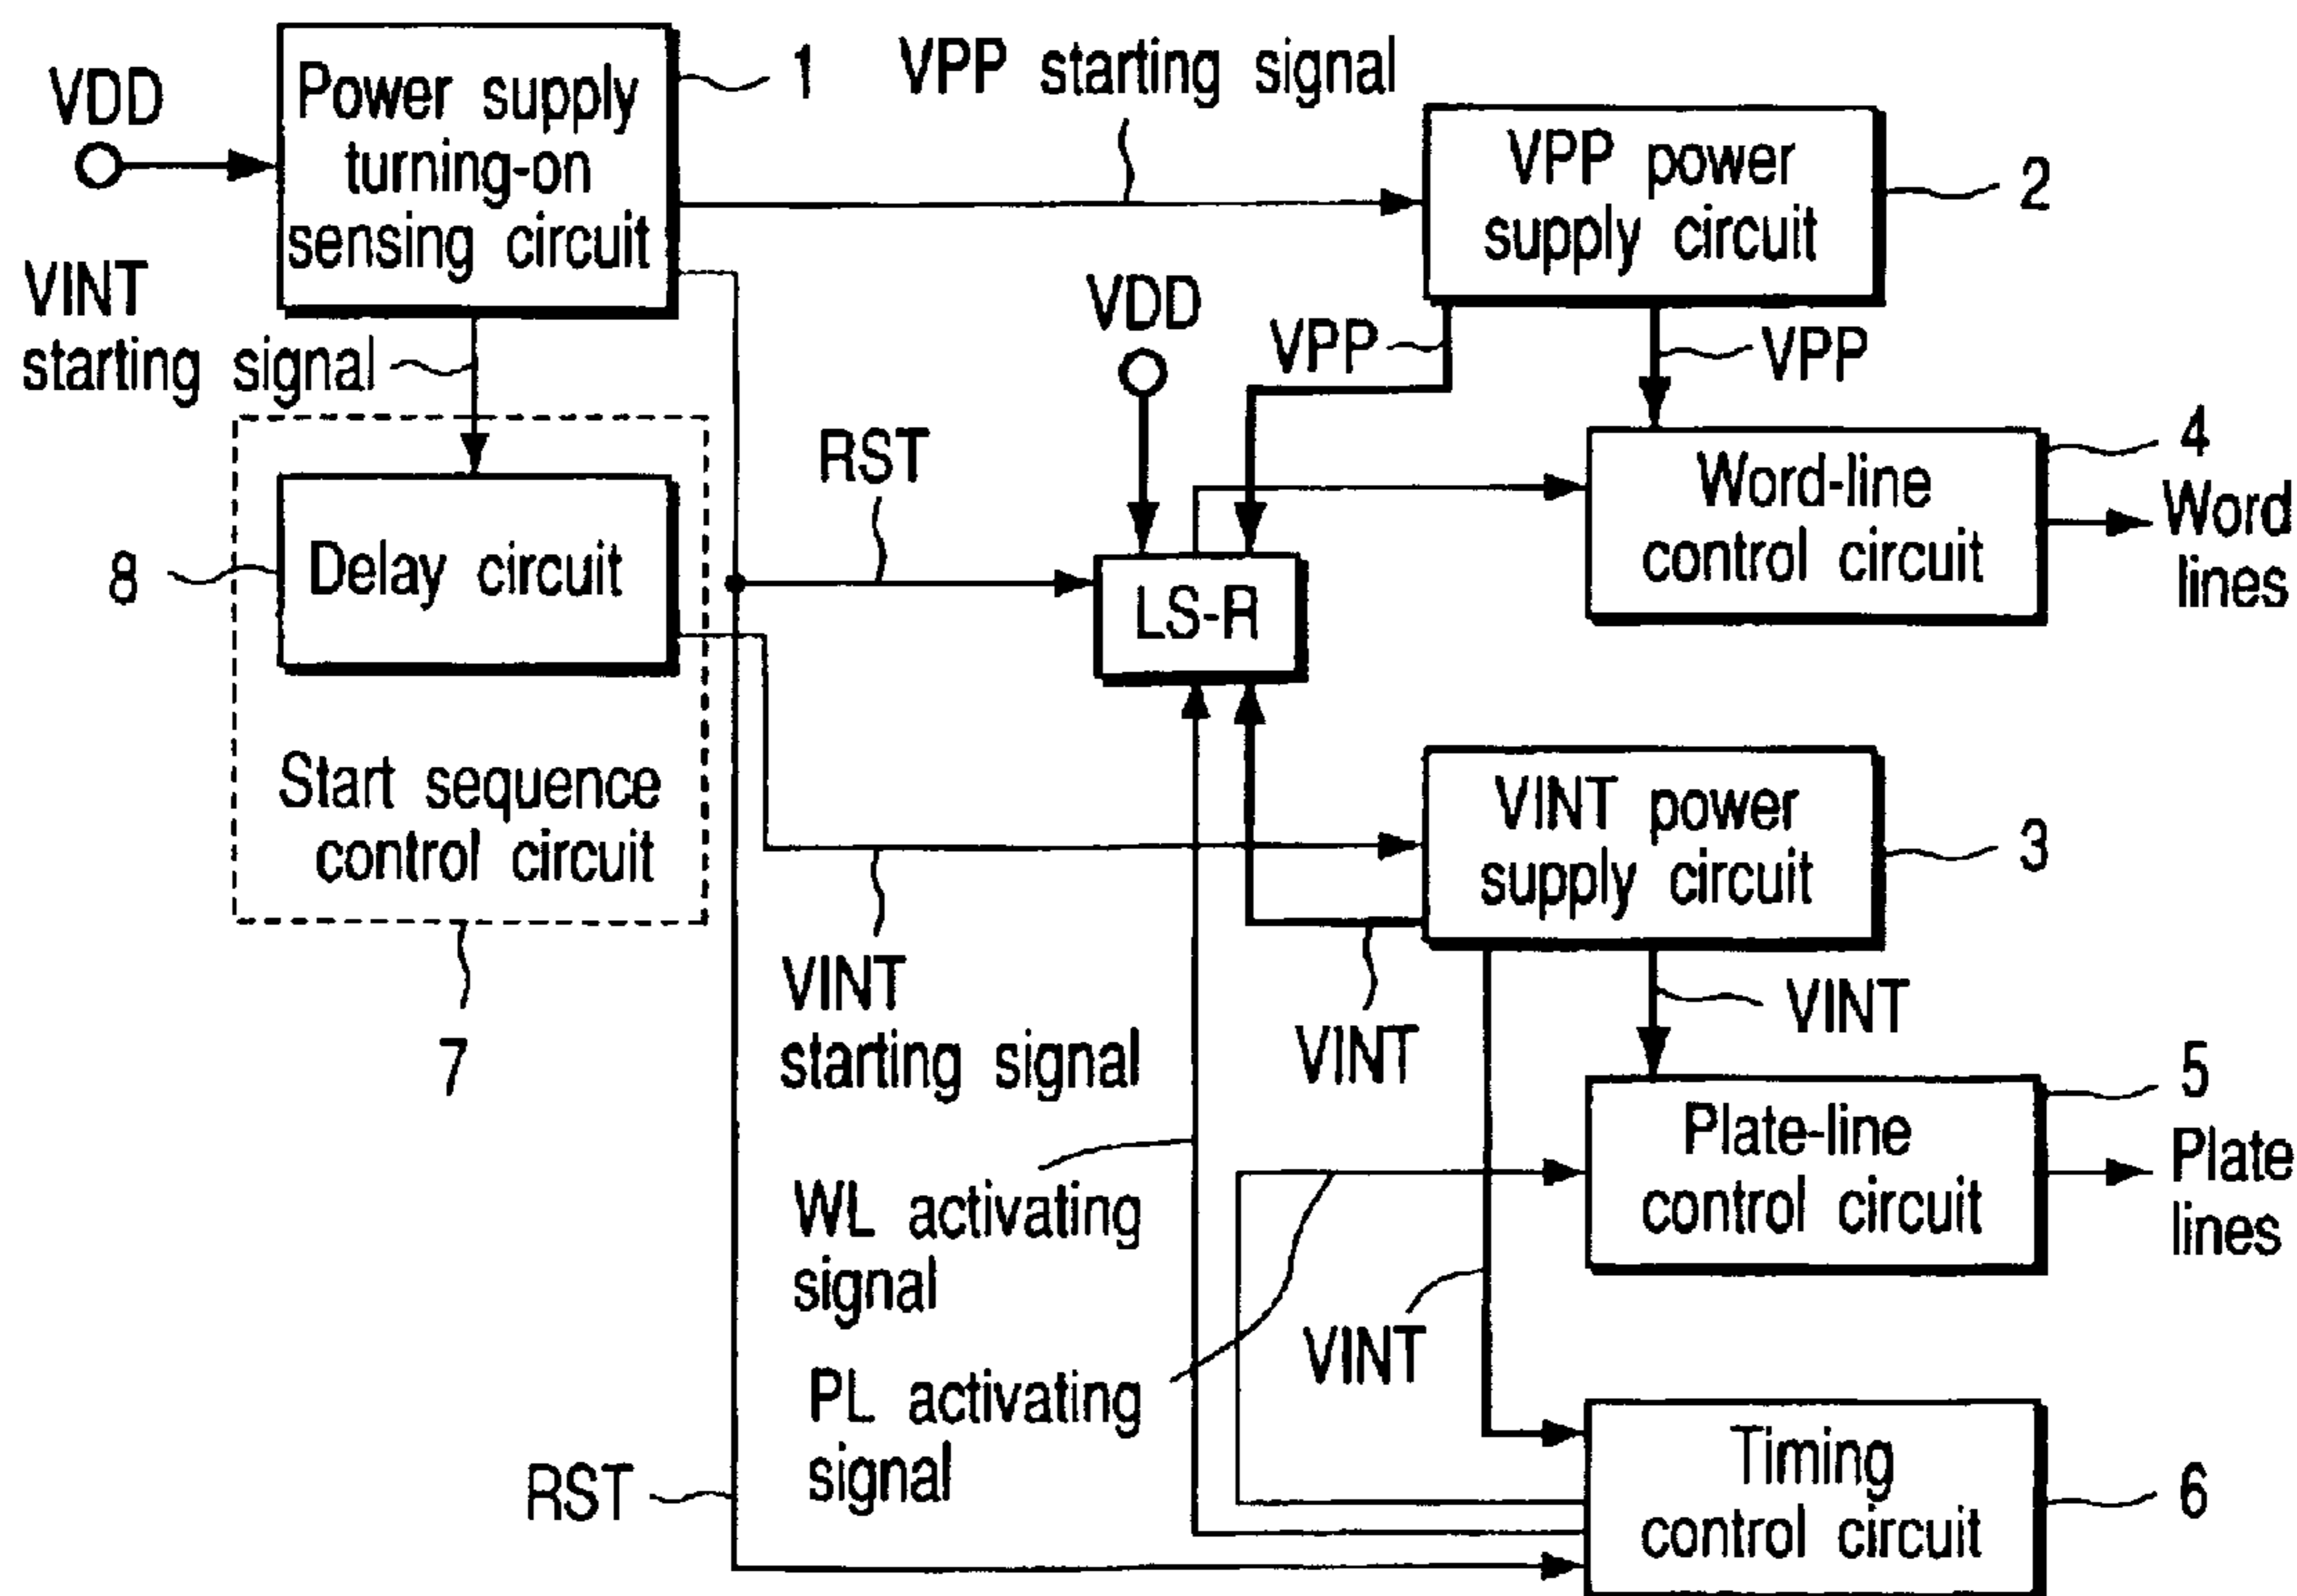 VDD
Power supply
turning-on
sensing circuit
1
VPP starting signal
VPP power
supply circuit
2
VINT
starting signal
VDD
VPP
VPP
RST
Word-line
control circuit
4
Word
lines
8
Delay circuit
LS-R
Start sequence
control circuit
7
VINT power
supply circuit
3
VINT
starting signal
VINT
VINT
Plate-line
control circuit
5
Plate
lines
WL activating
signal
PL activating
signal
VINT
RST
Timing
control circuit
6